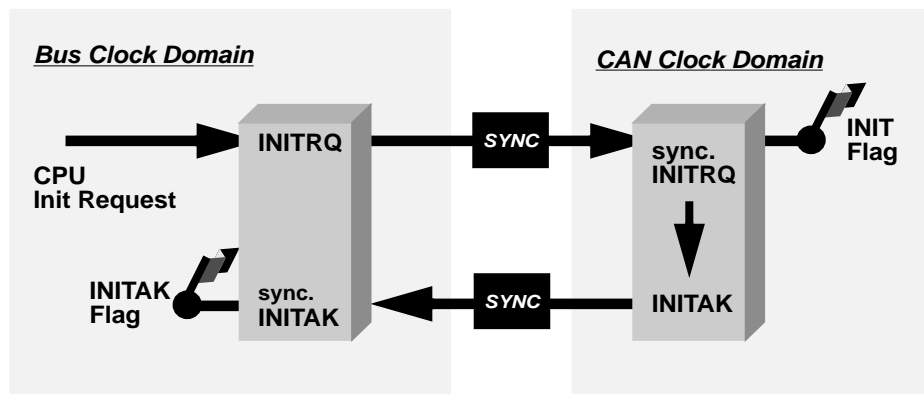 Bus Clock Domain
CAN Clock Domain
CPU
Init Request
INITRQ
SYNC
sync.
INITRQ
INIT
Flag
INITAK
Flag
sync.
INITAK
SYNC
INITAK